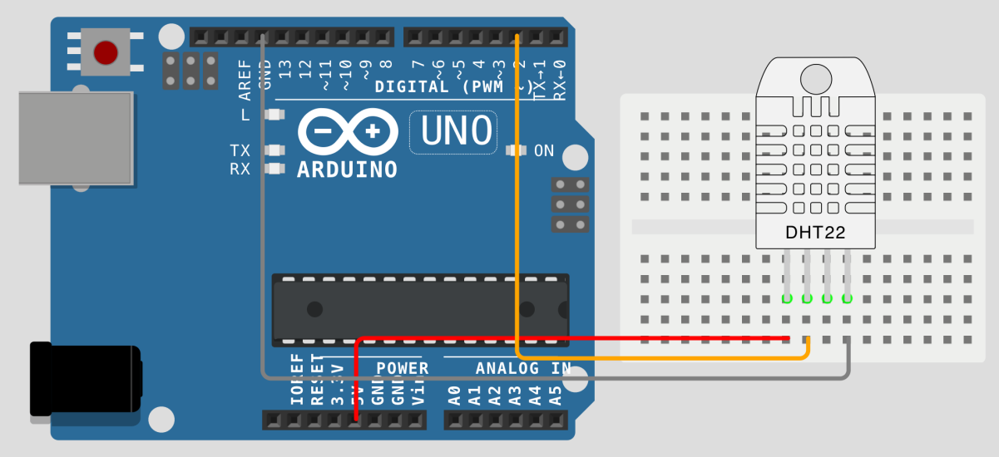 AREF
GND
13
12
~11
~10
~9
8
7
~6
~5
4
~3
2
TX→1
RX←0
DIGITAL (PWM ~)
L
TX
RX
UNO
ON
ARDUINO
DHT22
IOREF
RESET
3.3V
5V
GND
GND
Vin
POWER
ANALOG IN
A0
A1
A2
A3
A4
A5